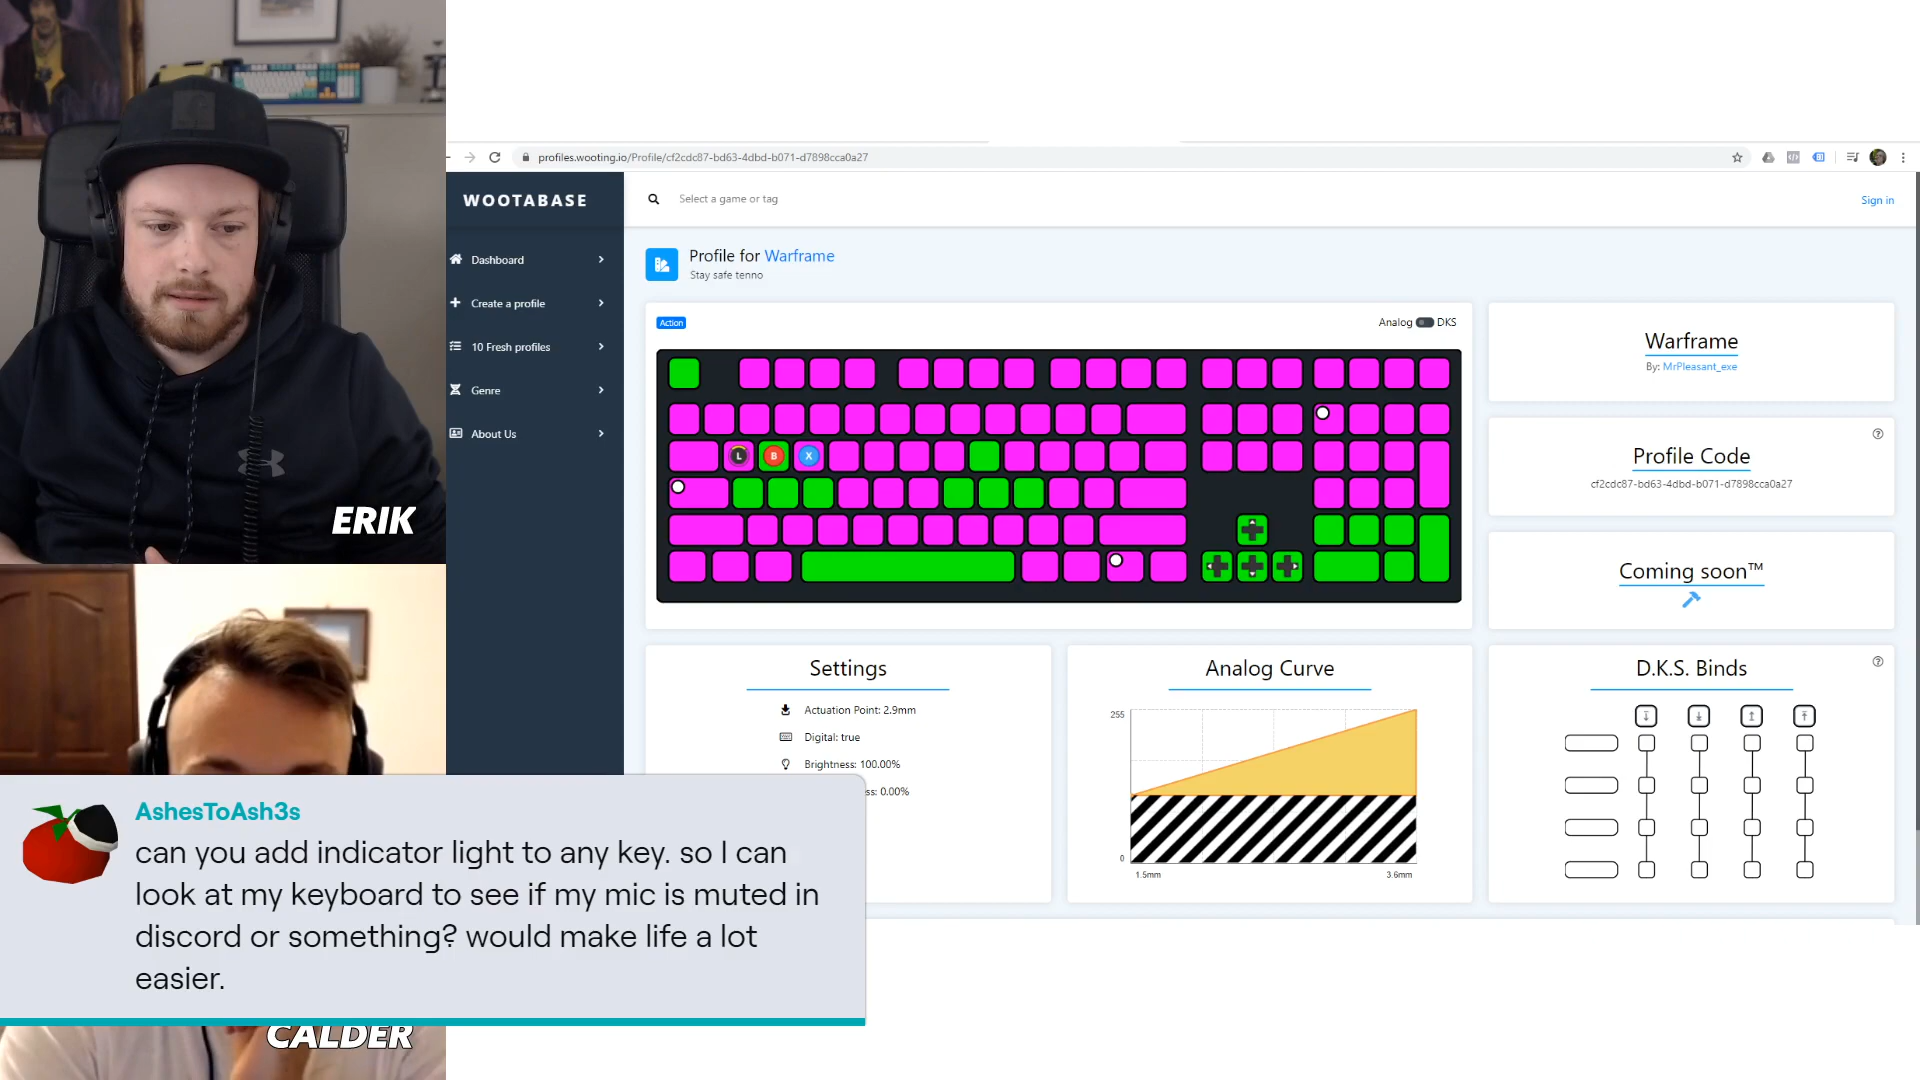 profiles.wooting.io/Profile/cf2cdc87-bd63-4dbd-b071-d7898cca0a27
WOOTABASE
Select a game or tag
Sign in
Dashboard
Create a profile
10 Fresh profiles
Genre
About Us
Profile for Warframe
Stay safe tenno
Action
Analog
DKS
L
B
X
Warframe
By: MrPleasant_exe
Profile Code
cf2cdc87-bd63-4dbd-b071-d7898cca0a27
Coming soon™
Settings
Actuation Point: 2.9mm
Digital: true
Brightness: 100.00%
ss: 0.00%
Analog Curve
255
0
1.5mm
3.6mm
D.K.S. Binds
ERIK
AshesToAsh3s
can you add indicator light to any key. so I can
look at my keyboard to see if my mic is muted in
discord or something? would make life a lot
easier.
CALDER